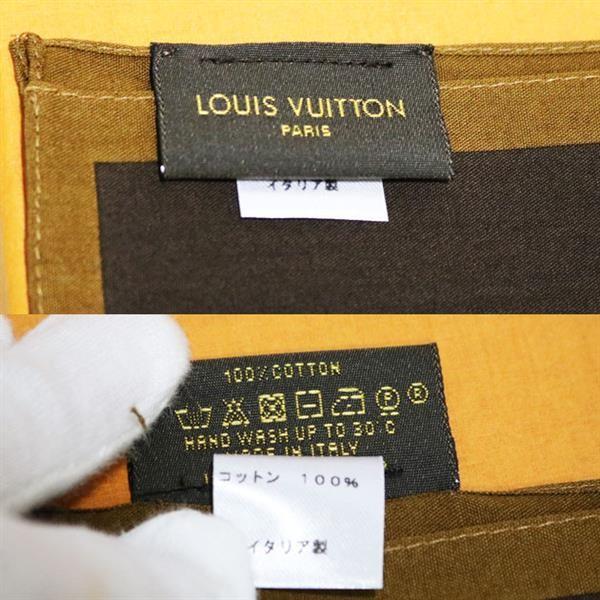 LOUIS VUITTON
PARIS
イタリア製
100% COTTON
HAND WASH UP TO 30°C
MADE IN ITALY
コットン 100%
イタリア製